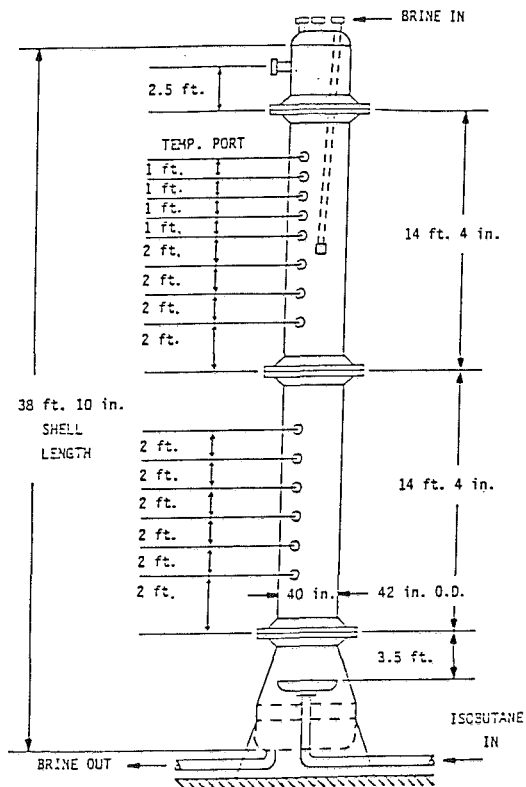 BRINE IN
2.5 ft.
TEMP. PORT
1 ft.
1 ft.
1 ft.
1 ft.
2 ft.
2 ft.
2 ft.
2 ft.
14 ft. 4 in.
38 ft. 10 in.
SHELL
LENGTH
2 ft.
2 ft.
2 ft.
2 ft.
2 ft.
2 ft.
14 ft. 4 in.
40 in.
42 in. O.D.
3.5 ft.
ISOBUTANE
IN
BRINE OUT